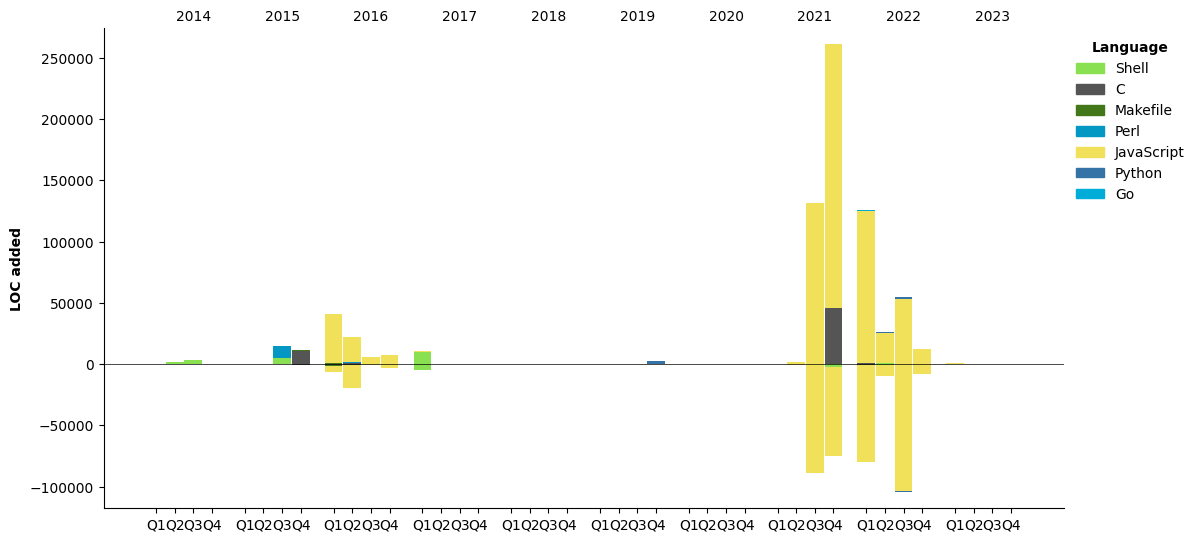 2014 2015 2016 2017 2018 2019 2020 2021 2022 2023
Language
Shell
C
Makefile
Perl
JavaScript
Python
Go
LOC added
250000
200000
150000
100000
50000
0
−50000
−100000
Q1Q2Q3Q4 Q1Q2Q3Q4 Q1Q2Q3Q4 Q1Q2Q3Q4 Q1Q2Q3Q4 Q1Q2Q3Q4 Q1Q2Q3Q4 Q1Q2Q3Q4 Q1Q2Q3Q4 Q1Q2Q3Q4